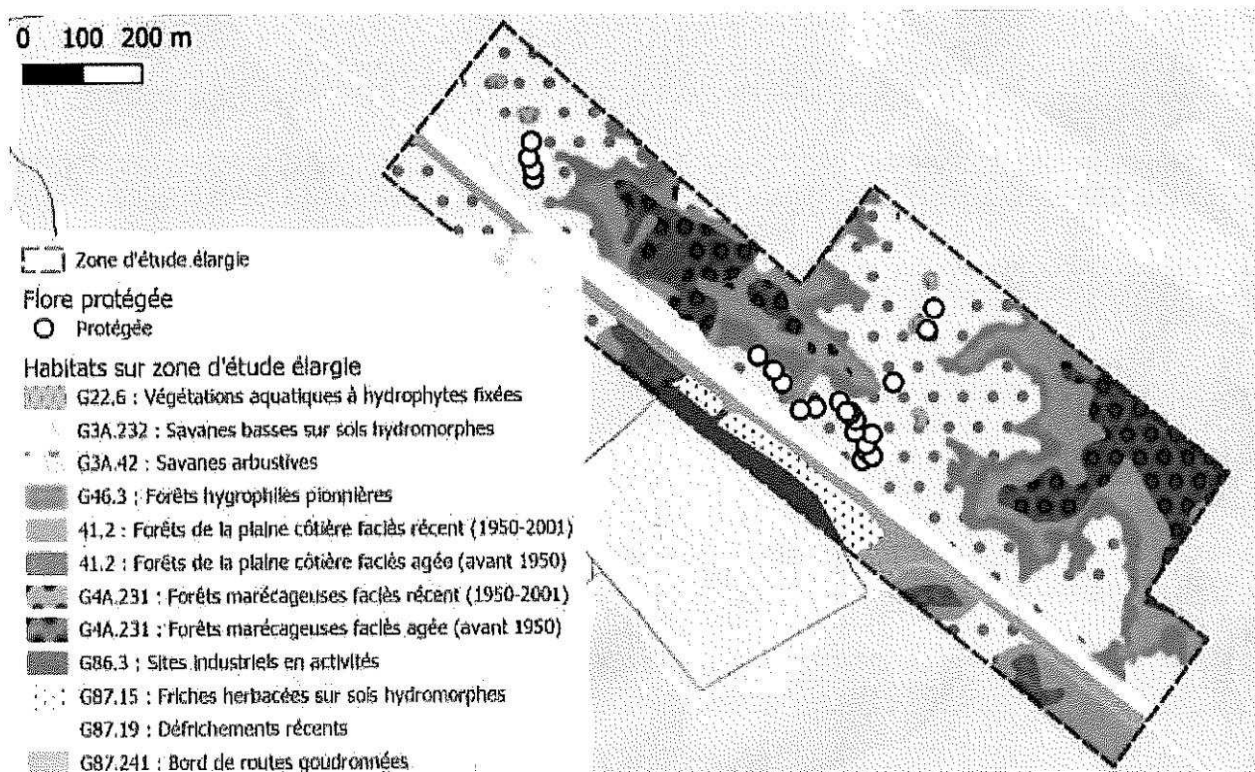 0 100 200 m
Zone d'étude élargie
Flore protégée
Protégée
Habitats sur zone d'étude élargie
G22.6 : Végétations aquatiques à hydrophytes fixées
G3A.232 : Savanes basses sur sols hydromorphes
G3A.42 : Savanes arbustives
G46.3 : Forêts hygrophiles pionnières
41.2 : Forêts de la plaine côtière faciès récent (1950-2001)
41.2 : Forêts de la plaine côtière faciès agée (avant 1950)
G4A.231 : Forêts marécageuses faciès récent (1950-2001)
G4A.231 : Forêts marécageuses faciès agée (avant 1950)
G86.3 : Sites industriels en activités
G87.15 : Friches herbacées sur sols hydromorphes
G87.19 : Défrichements récents
G87.241 : Bord de routes goudronnées